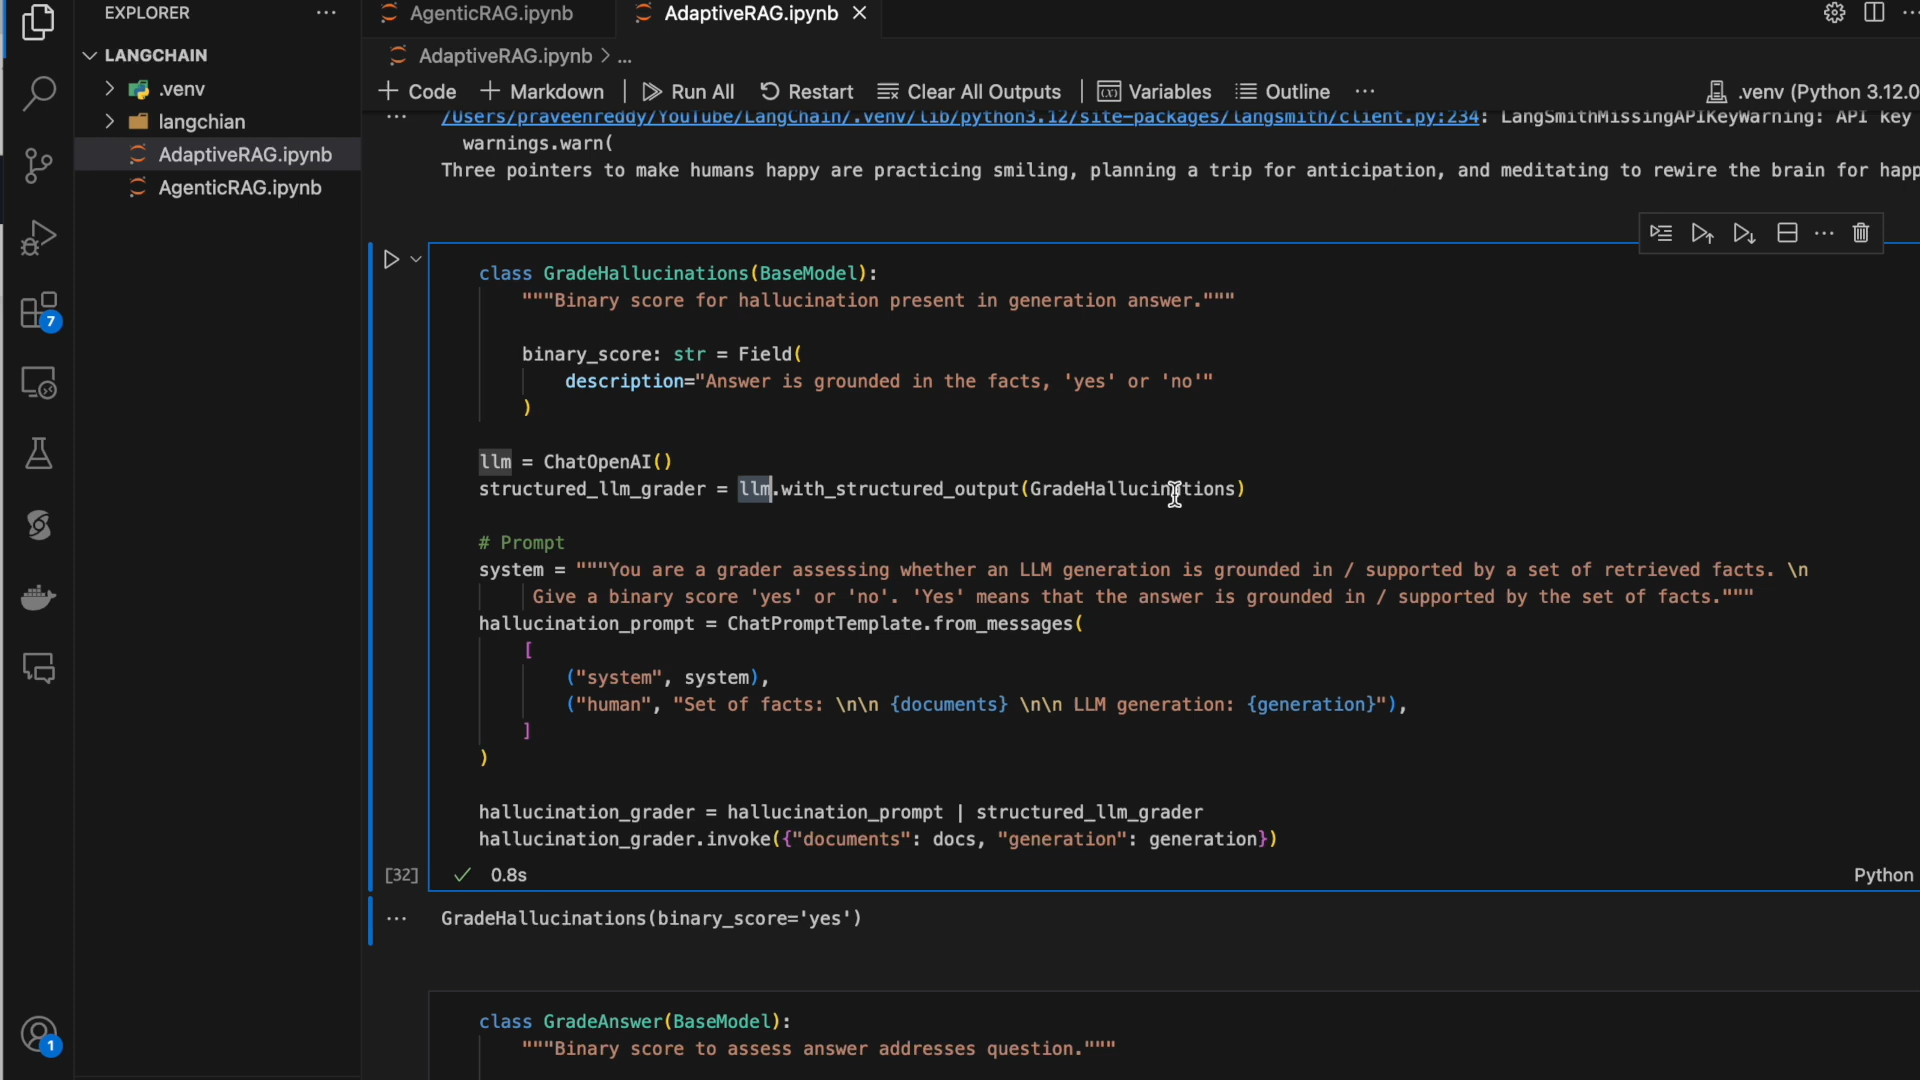 EXPLORER
LANGCHAIN
.venv
langchian
AdaptiveRAG.ipynb
AgenticRAG.ipynb
7
1
AgenticRAG.ipynb
AdaptiveRAG.ipynb
AdaptiveRAG.ipynb > ...
Code Markdown Run All Restart Clear All Outputs Variables Outline ... .venv (Python 3.12.0
/Users/praveenreddy/YouTube/LangChain/.venv/lib/python3.12/site-packages/langsmith/client.py:234: LangSmithMissingAPIKeyWarning: API key
warnings.warn(
Three pointers to make humans happy are practicing smiling, planning a trip for anticipation, and meditating to rewire the brain for happ
class GradeHallucinations(BaseModel):
"""Binary score for hallucination present in generation answer."""
binary_score: str = Field(
description="Answer is grounded in the facts, 'yes' or 'no'"
)
llm = ChatOpenAI()
structured_llm_grader = llm.with_structured_output(GradeHallucinations)
# Prompt
system = """You are a grader assessing whether an LLM generation is grounded in / supported by a set of retrieved facts. \n
Give a binary score 'yes' or 'no'. 'Yes' means that the answer is grounded in / supported by the set of facts."""
hallucination_prompt = ChatPromptTemplate.from_messages(
[
("system", system),
("human", "Set of facts: \n\n {documents} \n\n LLM generation: {generation}"),
]
)
hallucination_grader = hallucination_prompt | structured_llm_grader
hallucination_grader.invoke({"documents": docs, "generation": generation})
[32] 0.8s Python
GradeHallucinations(binary_score='yes')
class GradeAnswer(BaseModel):
"""Binary score to assess answer addresses question."""